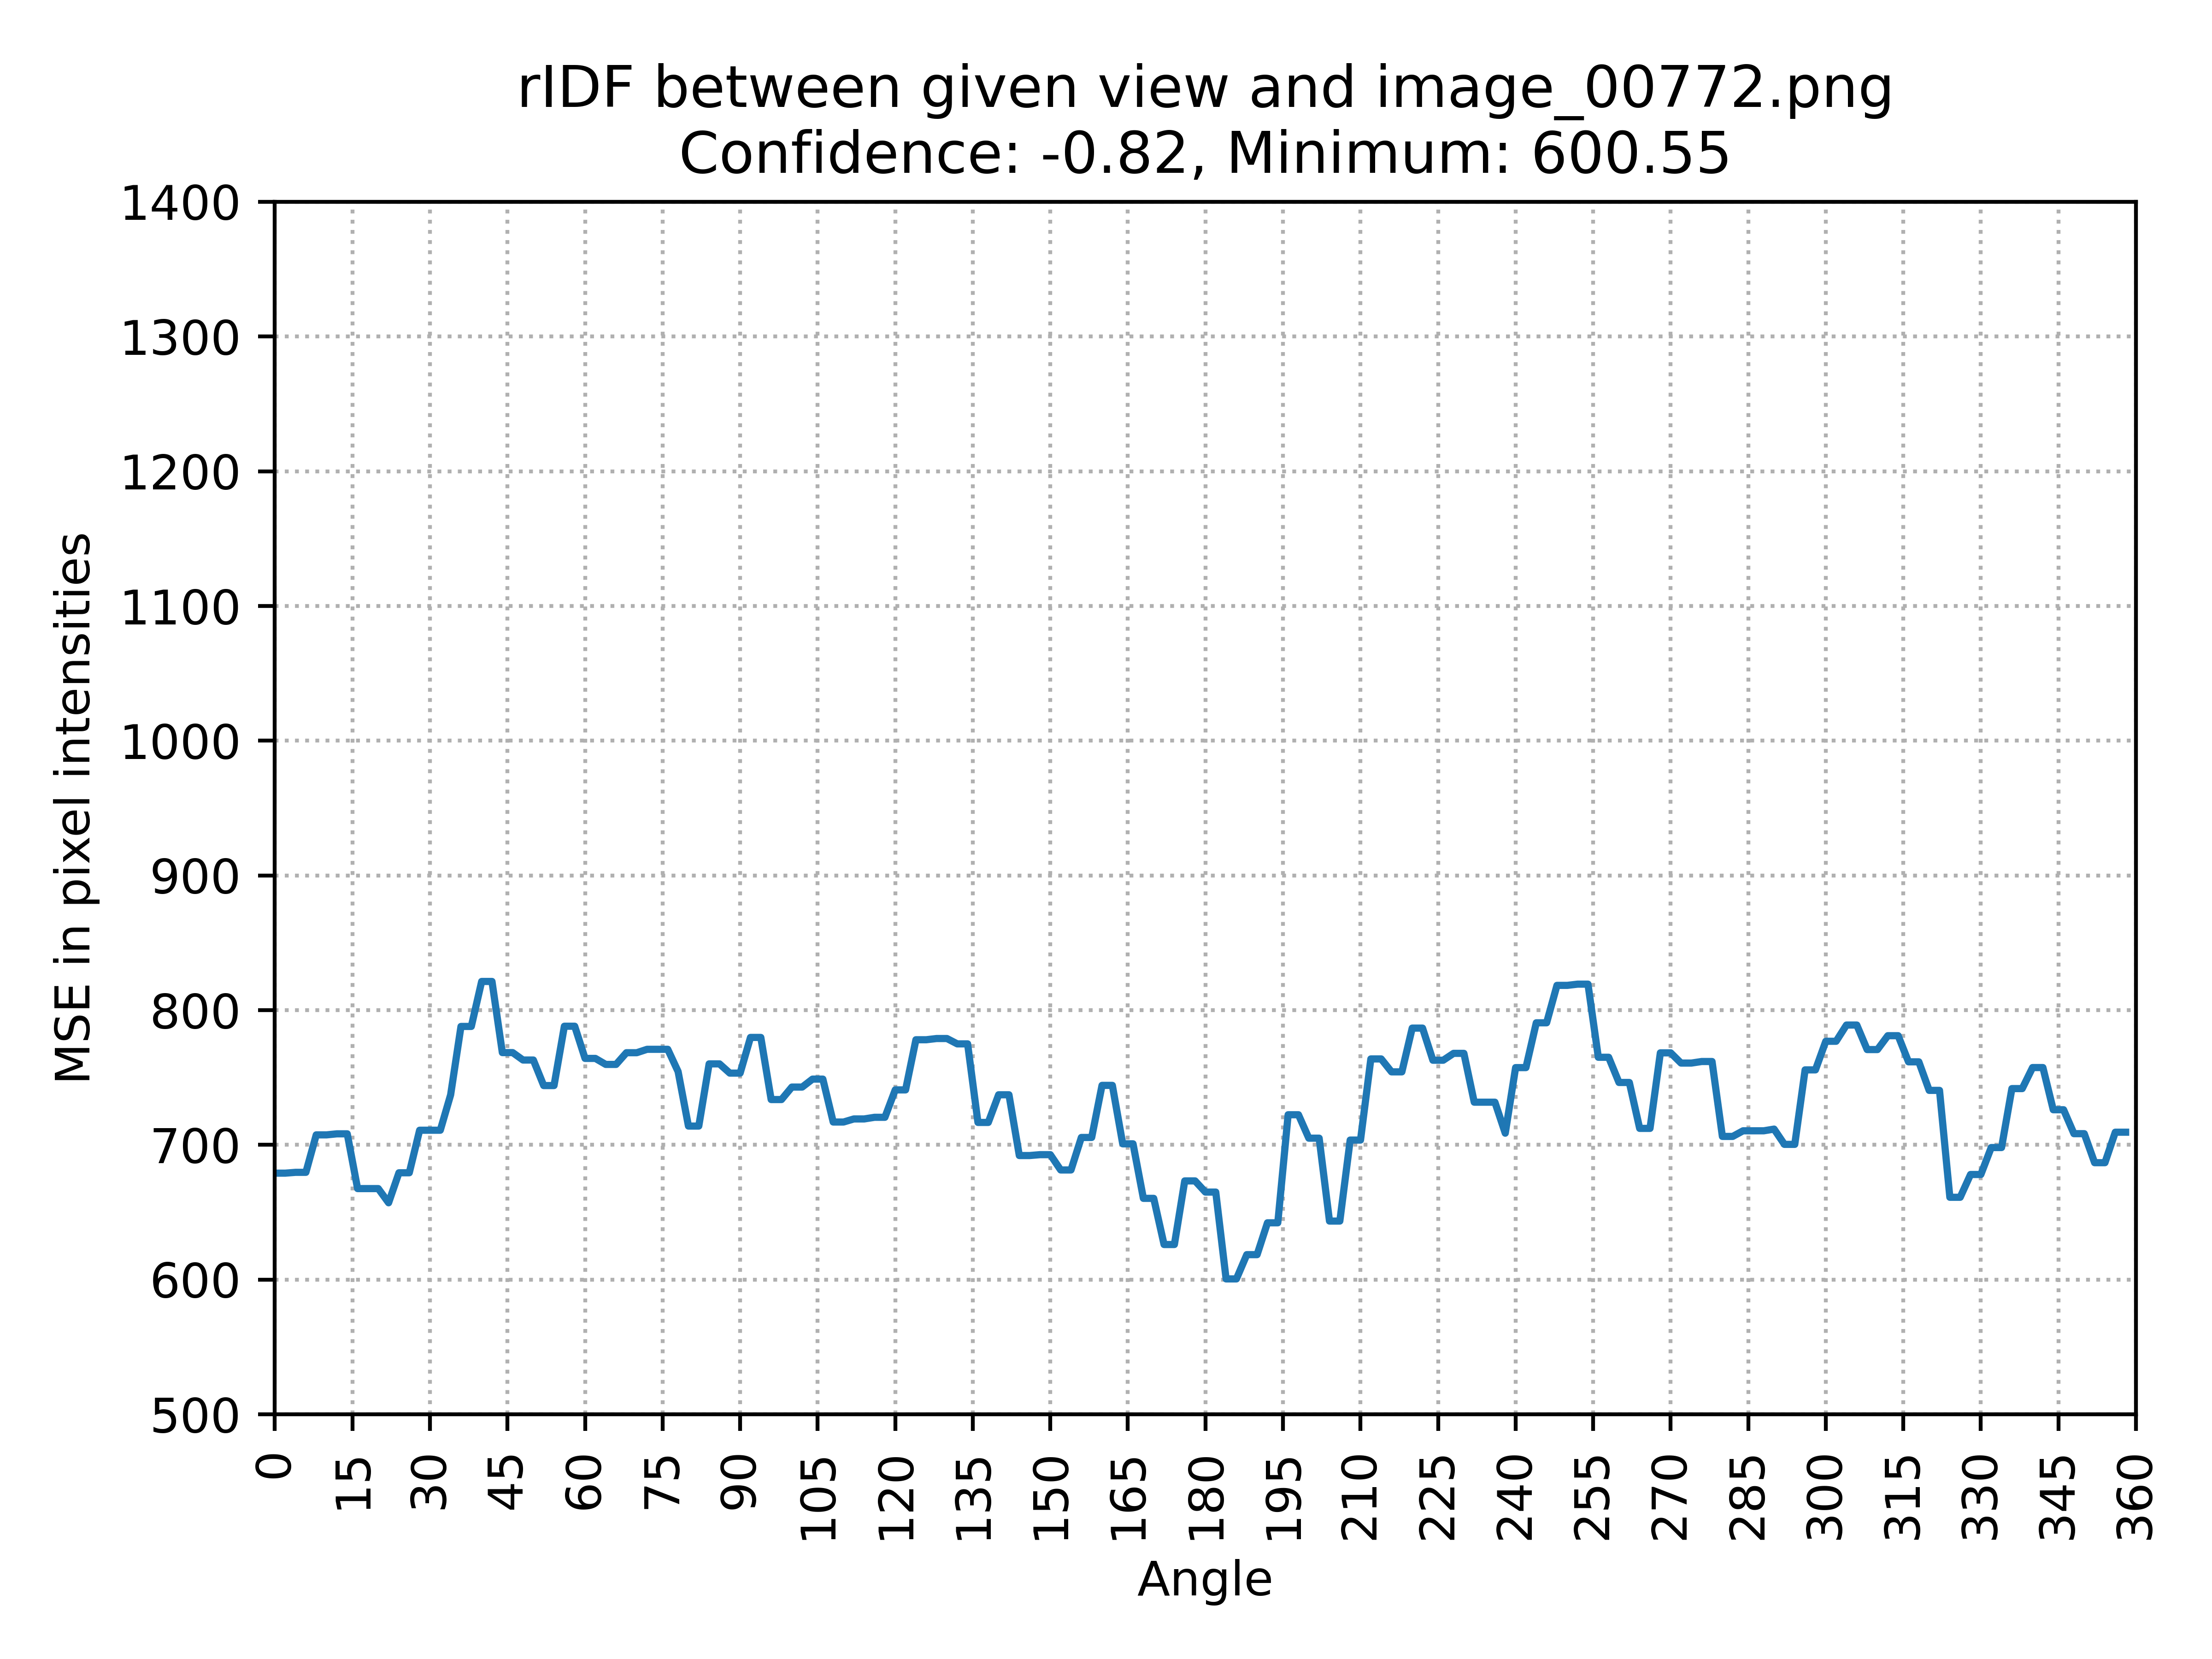 rIDF between given view and image_00772.png
Confidence: -0.82, Minimum: 600.55
1400
1300
1200
1100
1000
900
800
700
600
500
MSE in pixel intensities
0 15 30 45 60 75 90 105 120 135 150 165 180 195 210 225 240 255 270 285 300 315 330 345 360
Angle